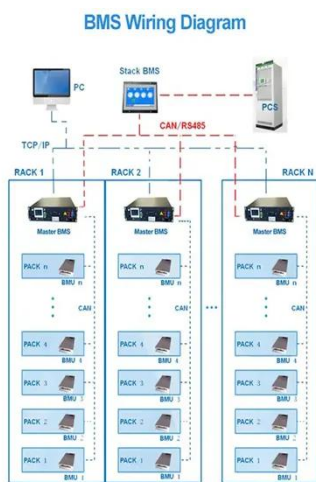 BMS Wiring Diagram
PC
Stack BMS
PCS
CAN/RS485
TCP/IP
RACK 1
RACK 2
RACK N
Master BMS
Master BMS
Master BMS
PACK n
BMU n
PACK n
BMU n
PACK n
BMU n
CAN
CAN
CAN
PACK 4
BMU 4
PACK 4
BMU 4
PACK 4
BMU 4
PACK 3
BMU 3
PACK 3
BMU 3
PACK 3
BMU 3
PACK 2
BMU 2
PACK 2
BMU 2
PACK 2
BMU 2
PACK 1
BMU 1
PACK 1
BMU 1
PACK 1
BMU 1